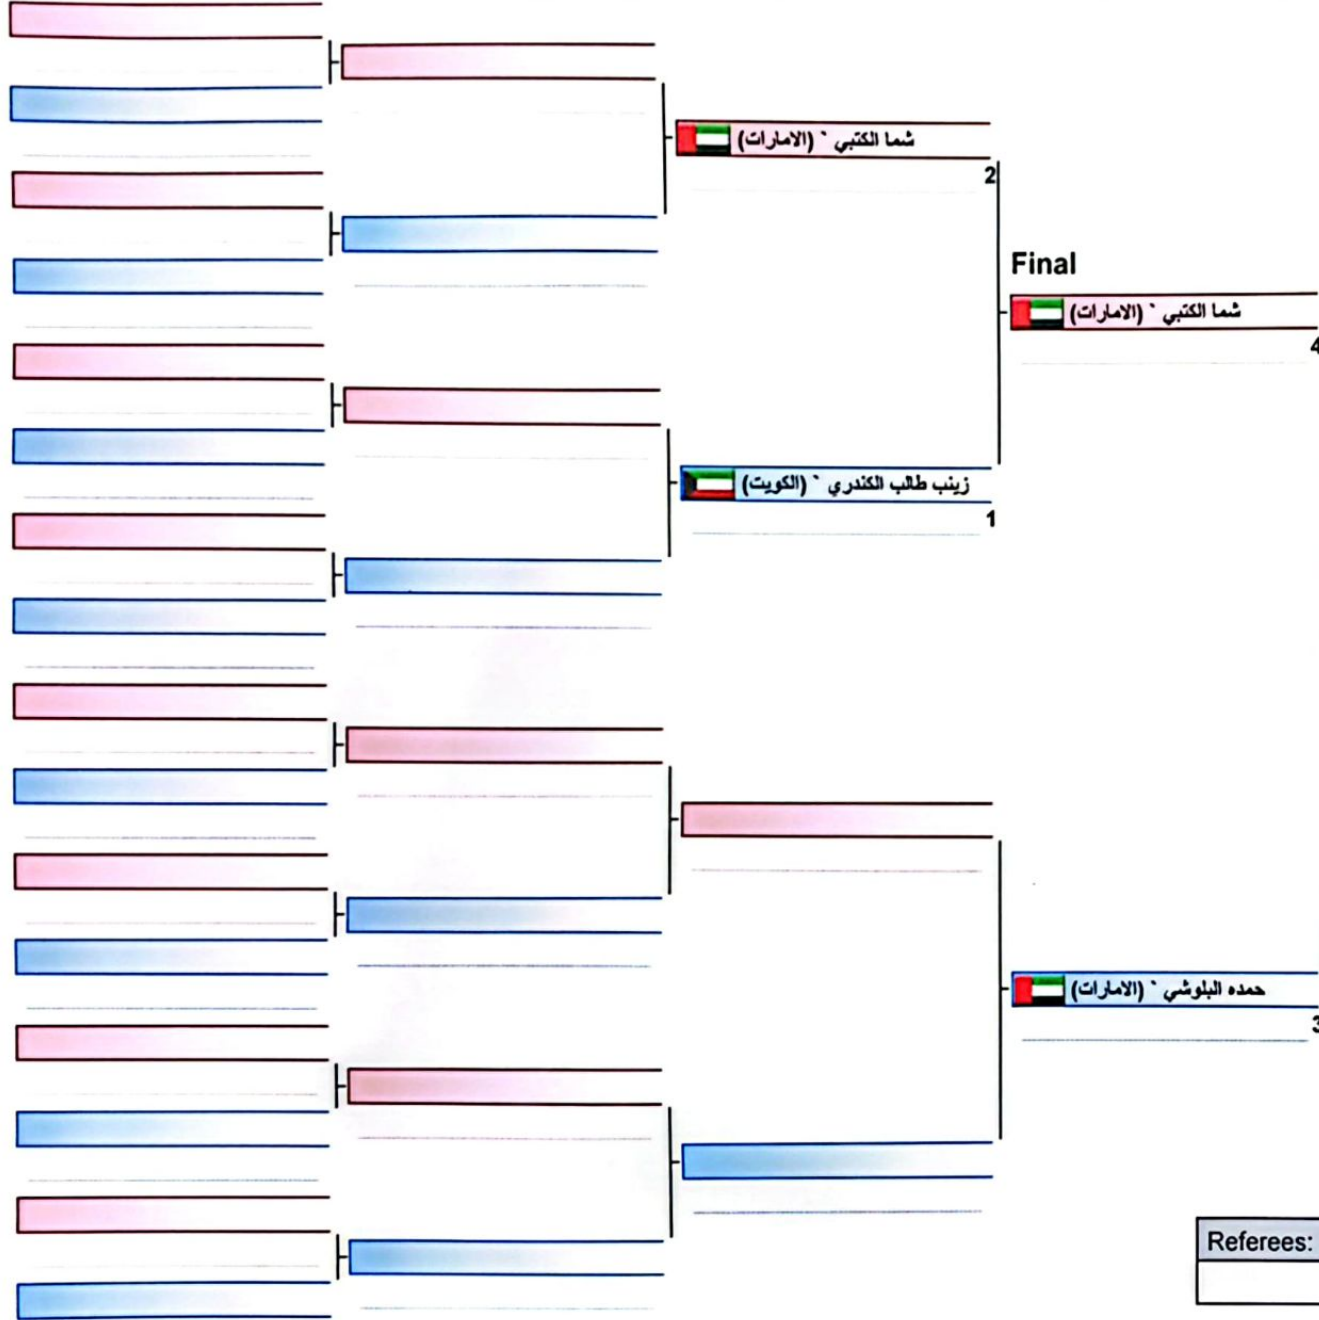 شما الكتبي ` (الامارات)
2
Final
شما الكتبي ` (الامارات)
4
زينب طالب الكندري ` (الكويت)
1
حمده البلوشي ` (الامارات)
3
Referees: